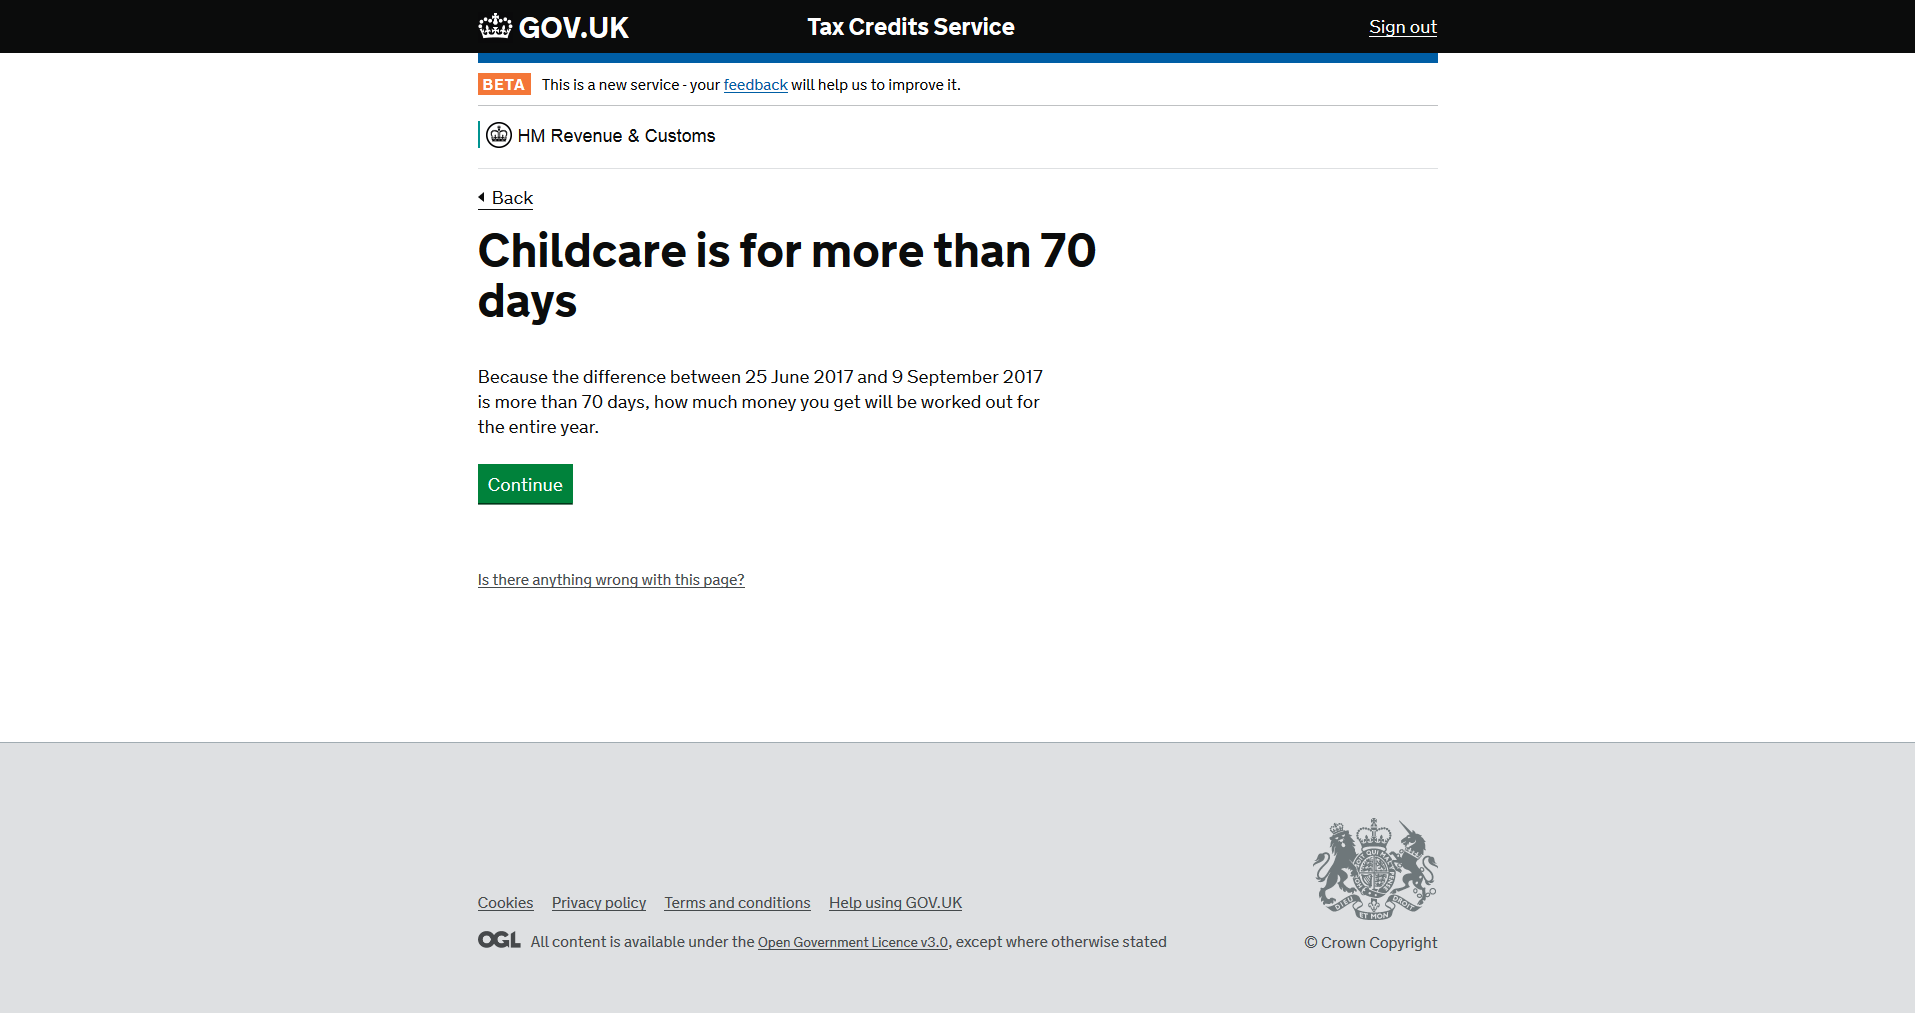 GOV.UK Tax Credits Service Sign out
BETA This is a new service - your feedback will help us to improve it.
HM Revenue & Customs
Back
Childcare is for more than 70
days
Because the difference between 25 June 2017 and 9 September 2017
is more than 70 days, how much money you get will be worked out for
the entire year.
Continue
Is there anything wrong with this page?
Cookies Privacy policy Terms and conditions Help using GOV.UK
OGL All content is available under the Open Government Licence v3.0, except where otherwise stated
DIEU ET MON DROIT
© Crown Copyright